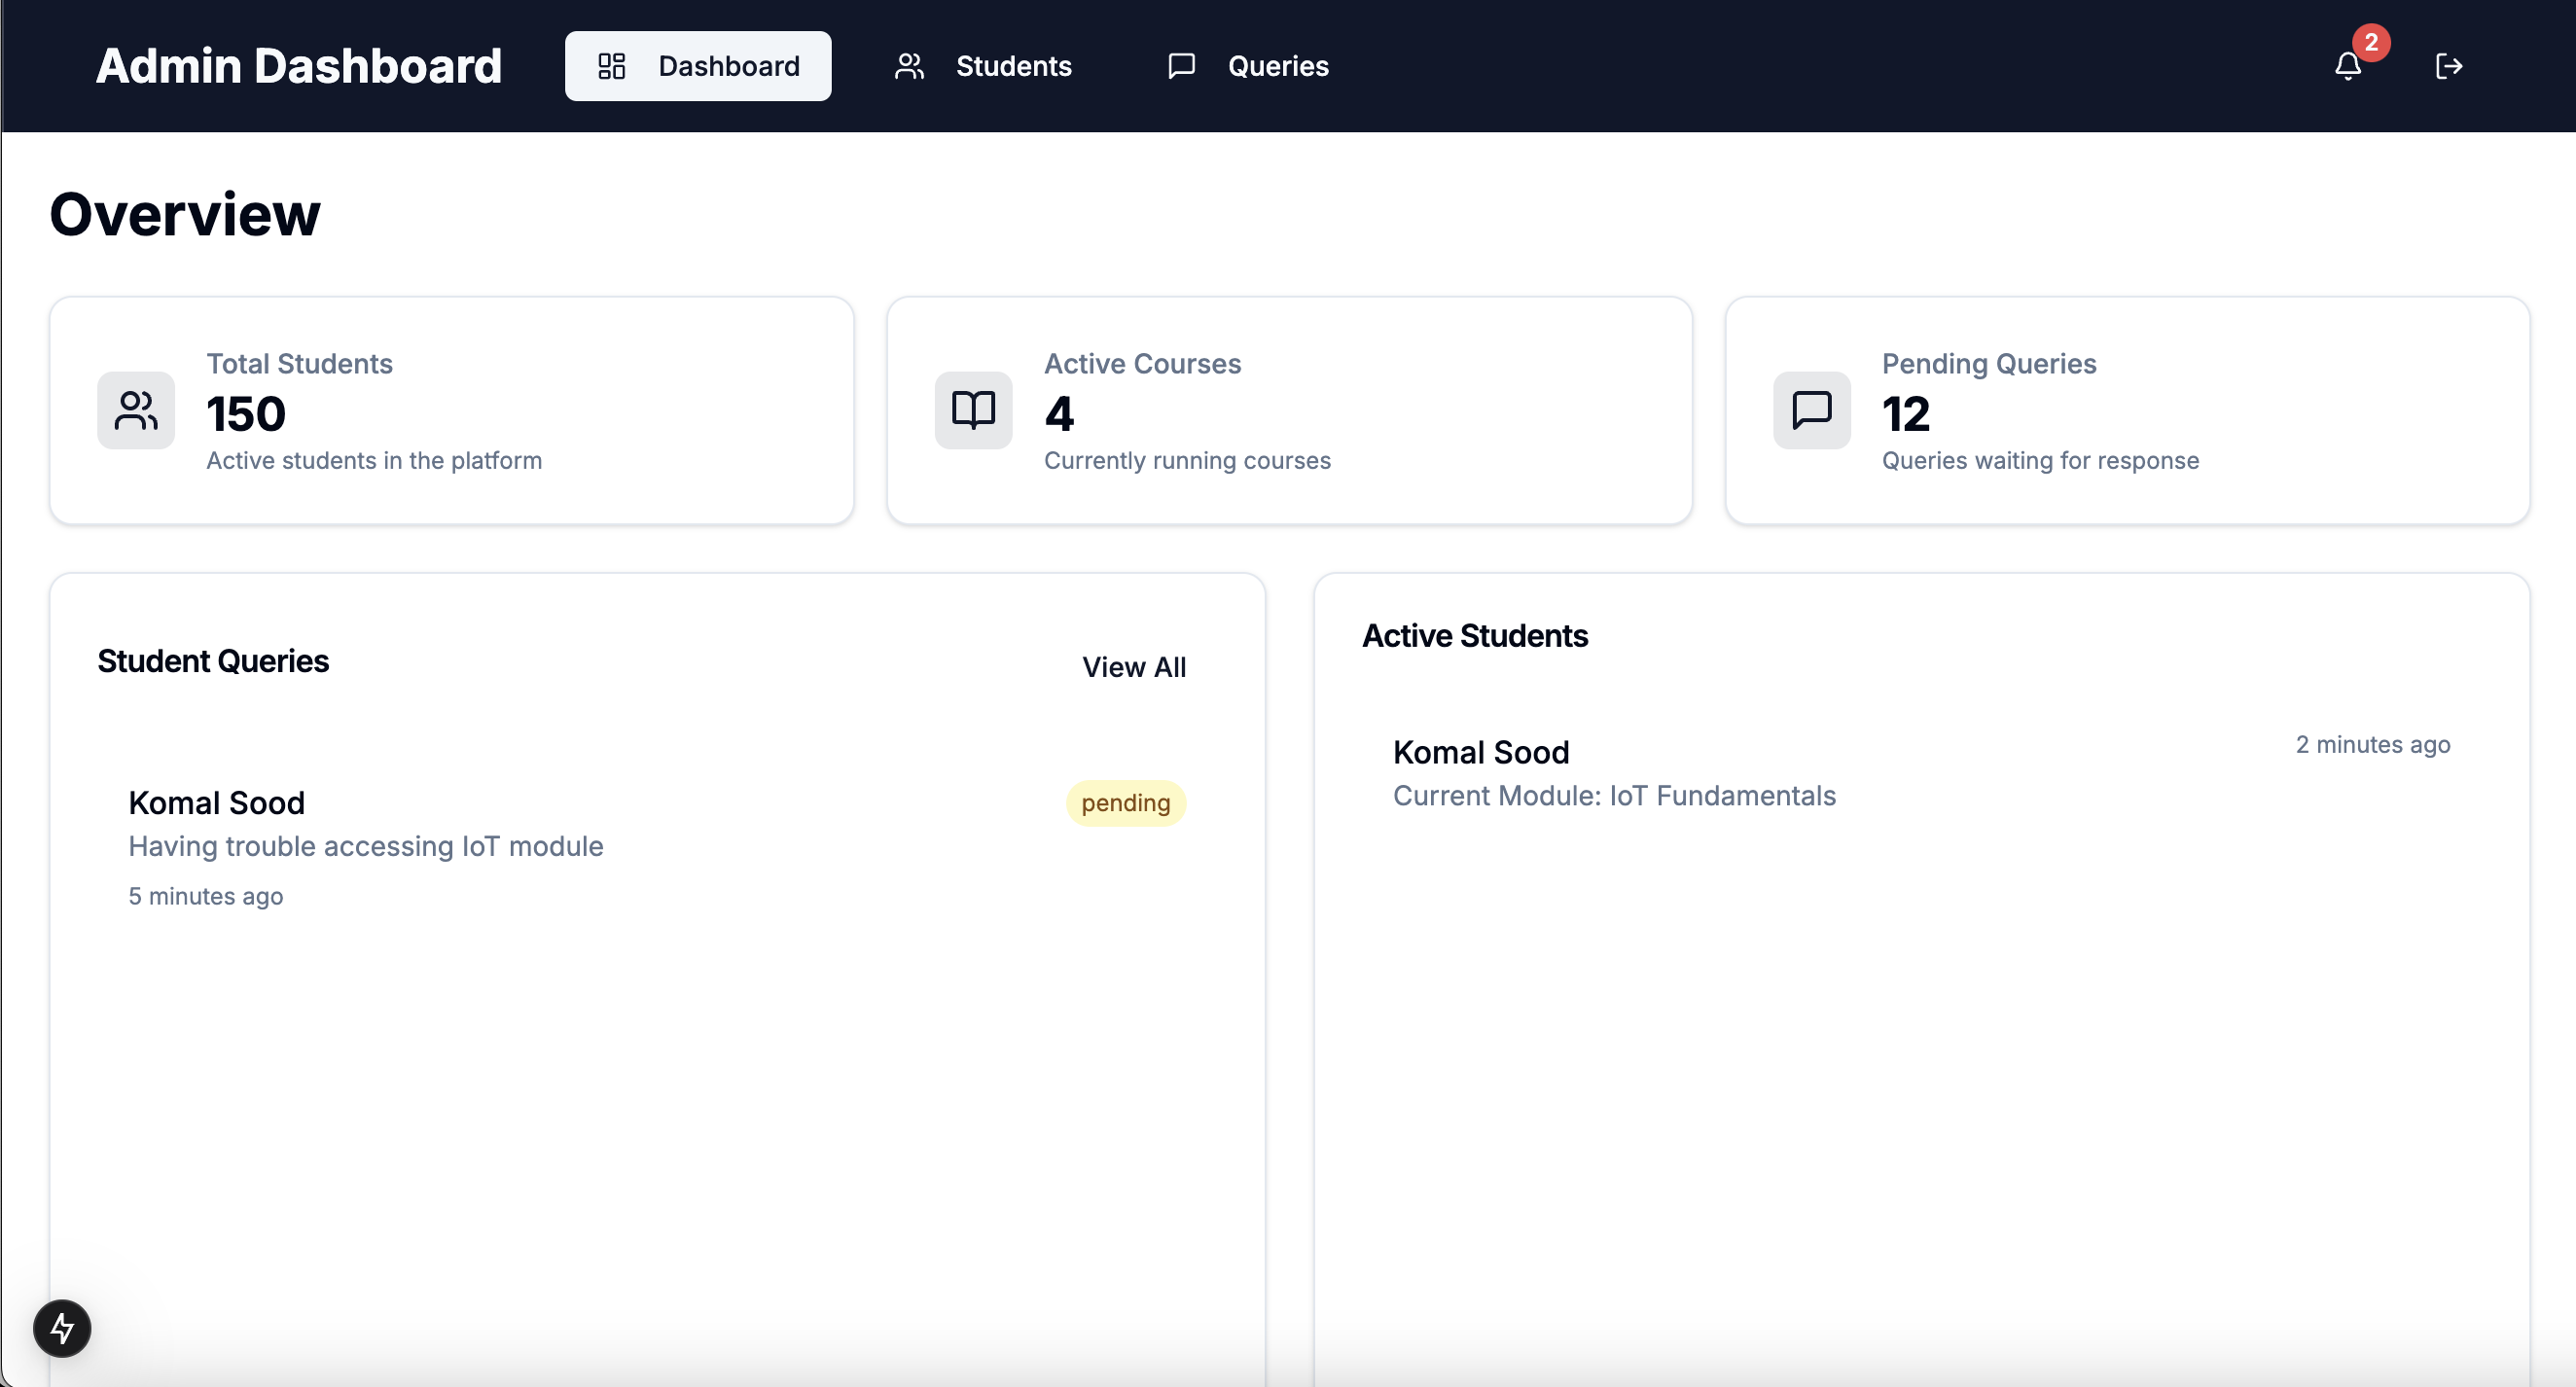 Admin Dashboard
Dashboard
Students
Queries
2
Overview
Total Students
150
Active students in the platform
Active Courses
4
Currently running courses
Pending Queries
12
Queries waiting for response
Student Queries
View All
Komal Sood
pending
Having trouble accessing IoT module
5 minutes ago
Active Students
Komal Sood
2 minutes ago
Current Module: IoT Fundamentals